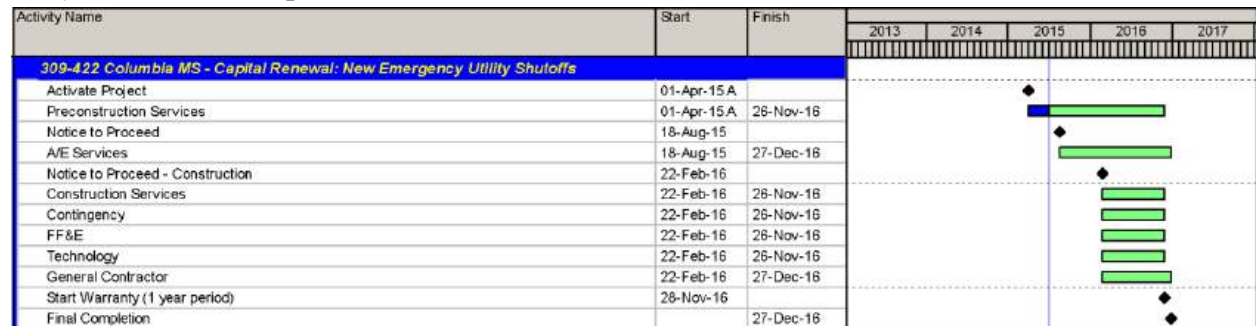 Activity Name Start Finish
2013 2014 2015 2016 2017
309-422 Columbia MS - Capital Renewal: New Emergency Utility Shutoffs
Activate Project 01-Apr-15 A
Preconstruction Services 01-Apr-15 A 26-Nov-16
Notice to Proceed 18-Aug-15
A/E Services 18-Aug-15 27-Dec-16
Notice to Proceed - Construction 22-Feb-16
Construction Services 22-Feb-16 26-Nov-16
Contingency 22-Feb-16 26-Nov-16
FF&E 22-Feb-16 26-Nov-16
Technology 22-Feb-16 26-Nov-16
General Contractor 22-Feb-16 27-Dec-16
Start Warranty (1 year period) 28-Nov-16
Final Completion 27-Dec-16